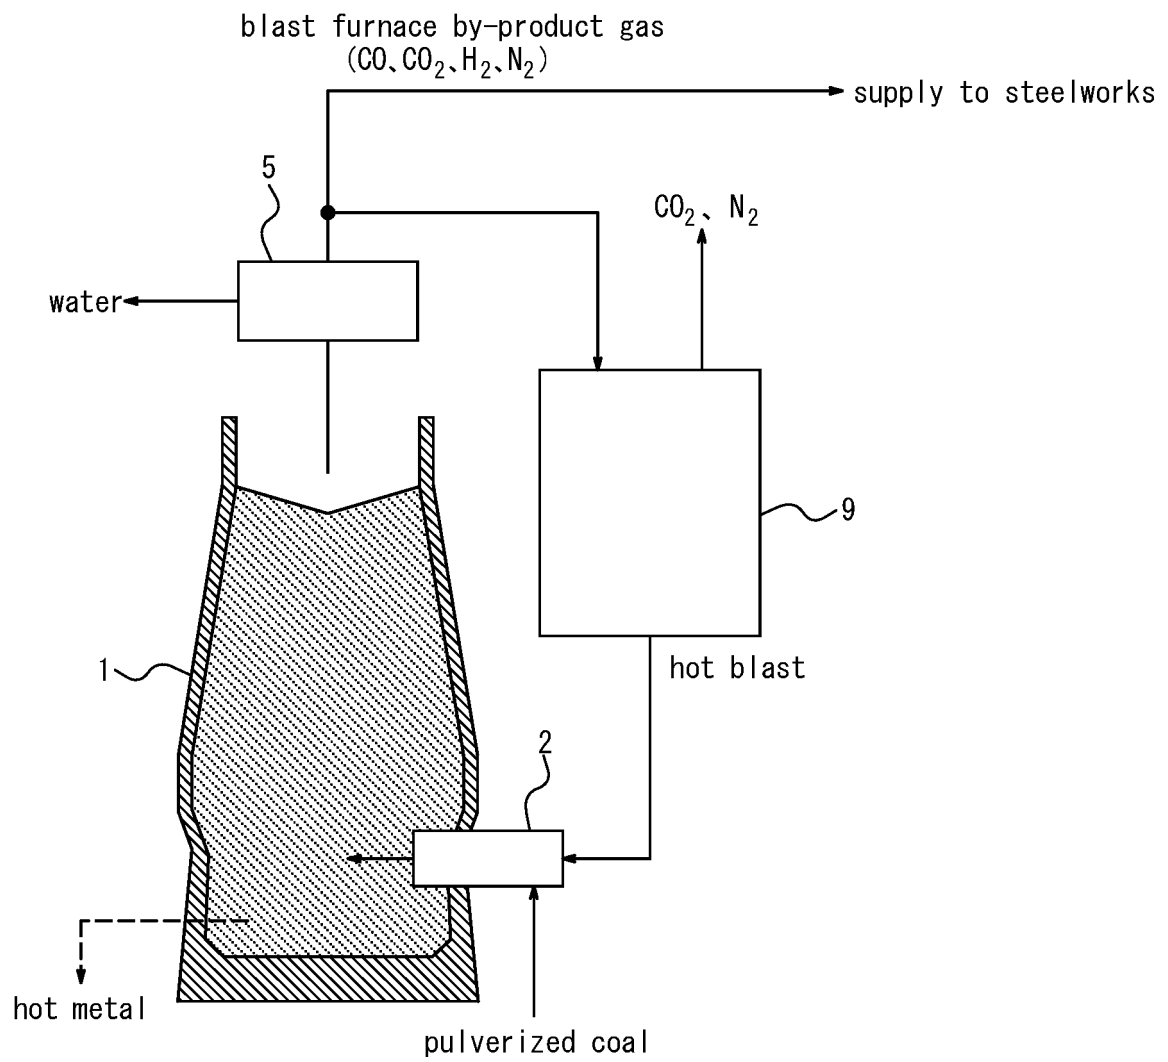 blast furnace by-product gas
(CO、CO₂、H₂、N₂)
supply to steelworks
5
CO₂、N₂
water
9
1
hot blast
2
hot metal
pulverized coal